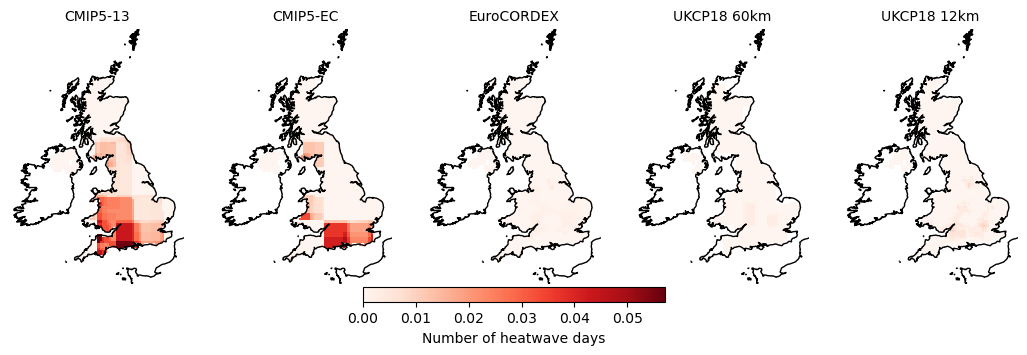 CMIP5-13 CMIP5-EC EuroCORDEX UKCP18 60km UKCP18 12km
0.00 0.01 0.02 0.03 0.04 0.05
Number of heatwave days